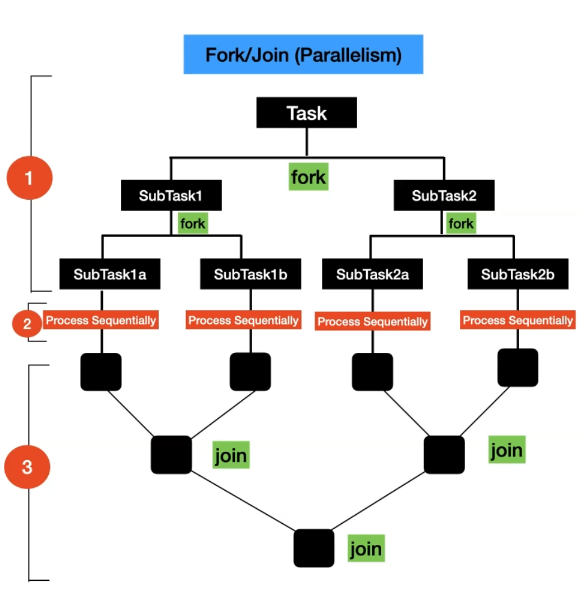 Fork/Join (Parallelism)
Task
1
fork
SubTask1
SubTask2
fork
fork
SubTask1a
SubTask1b
SubTask2a
SubTask2b
2
Process Sequentially
Process Sequentially
Process Sequentially
Process Sequentially
3
join
join
join